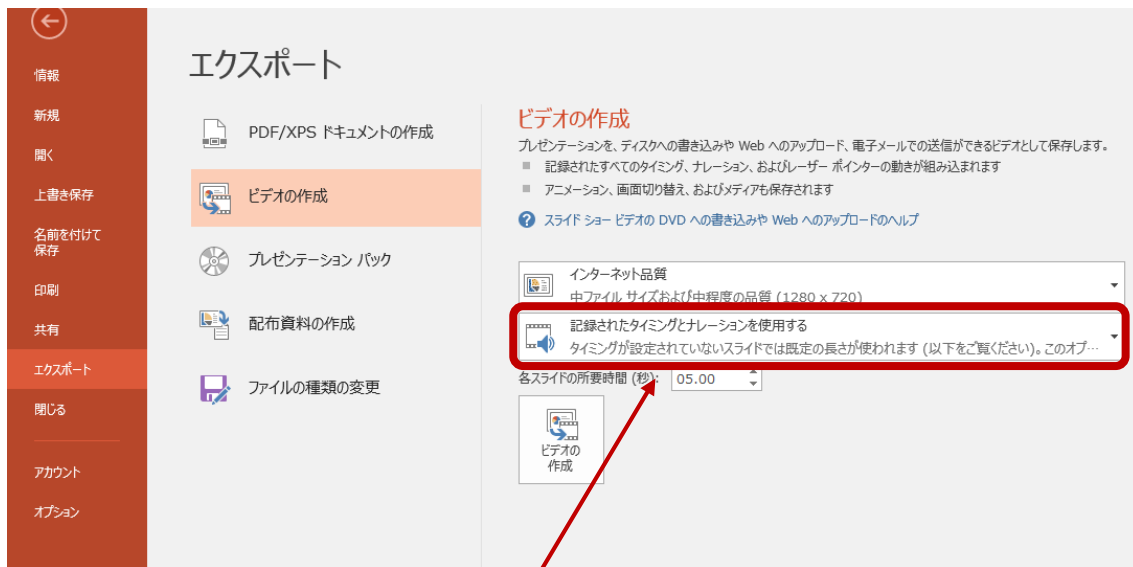 情報
新規
開く
上書き保存
名前を付けて
保存
印刷
共有
エクスポート
閉じる
アカウント
オプション
エクスポート
PDF/XPS ドキュメントの作成
ビデオの作成
プレゼンテーション パック
配布資料の作成
ファイルの種類の変更
ビデオの作成
プレゼンテーションを、ディスクへの書き込みや Web へのアップロード、電子メールでの送信ができるビデオとして保存します。
記録されたすべてのタイミング、ナレーション、およびレーザー ポインターの動きが組み込まれます
アニメーション、画面切り替え、およびメディアも保存されます
スライド ショー ビデオの DVD への書き込みや Web へのアップロードのヘルプ
インターネット品質
中ファイル サイズおよび中程度の品質 (1280 x 720)
記録されたタイミングとナレーションを使用する
タイミングが設定されていないスライドでは既定の長さが使われます (以下をご覧ください)。このオプ…
各スライドの所要時間 (秒): 05.00
ビデオの
作成